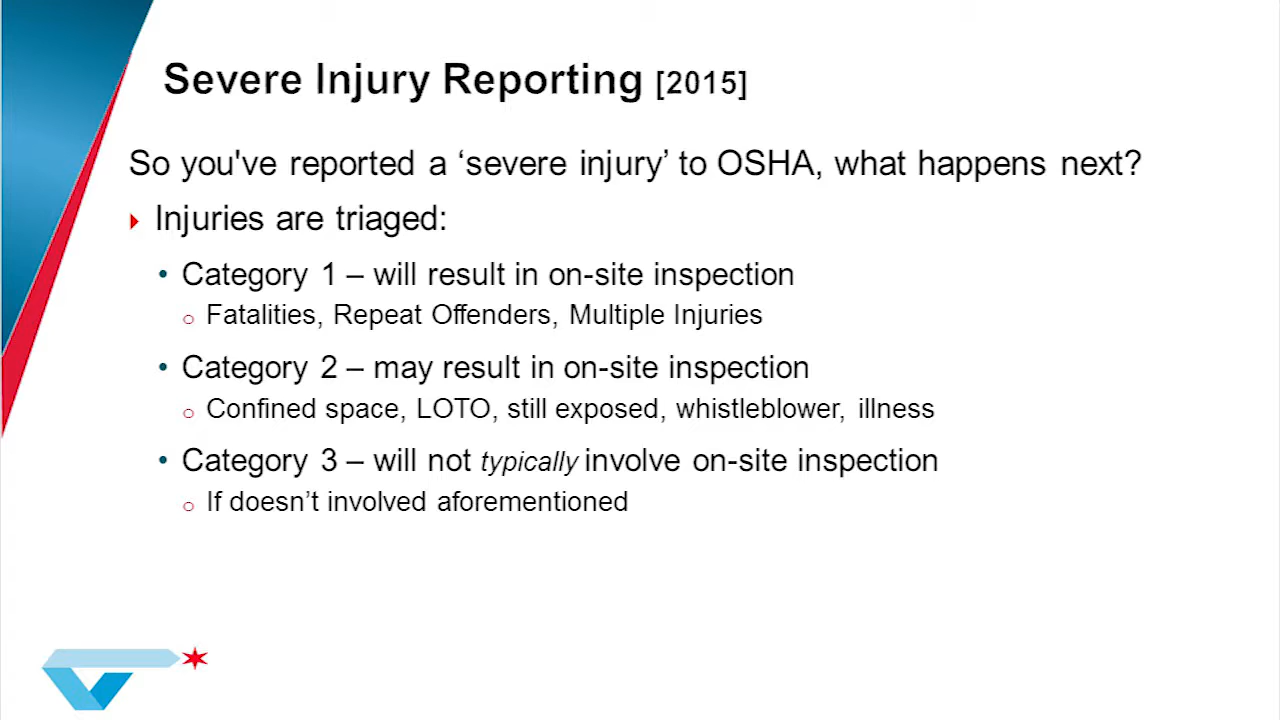 Severe Injury Reporting [2015]
So you've reported a ‘severe injury’ to OSHA, what happens next?
Injuries are triaged:
• Category 1 – will result in on-site inspection
o Fatalities, Repeat Offenders, Multiple Injuries
• Category 2 – may result in on-site inspection
o Confined space, LOTO, still exposed, whistleblower, illness
• Category 3 – will not typically involve on-site inspection
o If doesn’t involved aforementioned